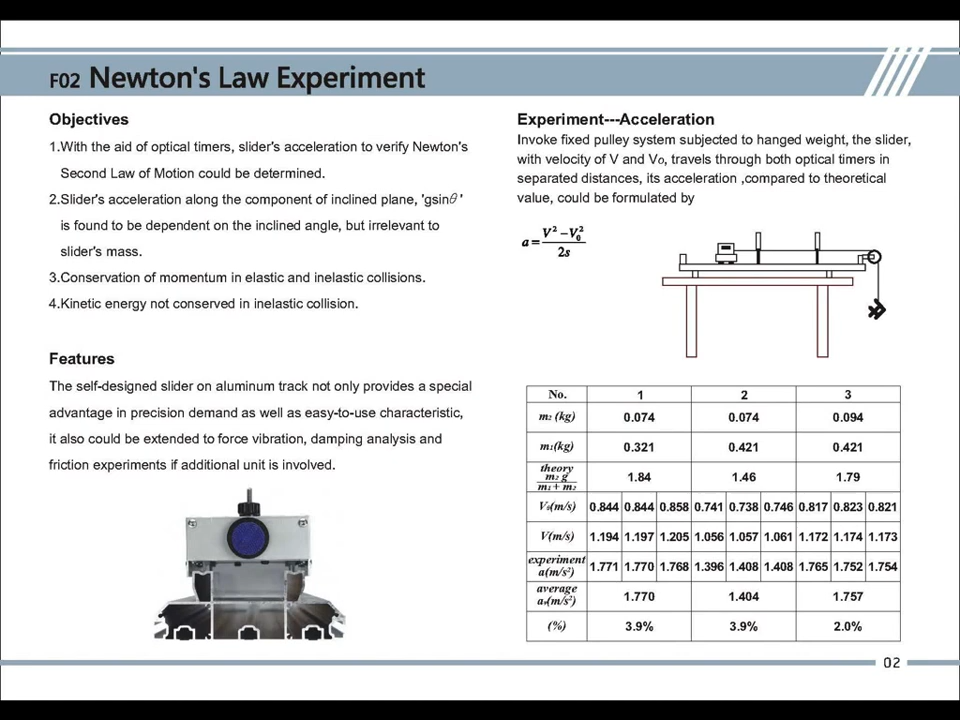 F02 Newton's Law Experiment
Objectives
1.With the aid of optical timers, slider's acceleration to verify Newton's
Second Law of Motion could be determined.
2.Slider's acceleration along the component of inclined plane, 'gsinθ'
is found to be dependent on the inclined angle, but irrelevant to
slider's mass.
3.Conservation of momentum in elastic and inelastic collisions.
4.Kinetic energy not conserved in inelastic collision.
Features
The self-designed slider on aluminum track not only provides a special
advantage in precision demand as well as easy-to-use characteristic,
it also could be extended to force vibration, damping analysis and
friction experiments if additional unit is involved.
Experiment---Acceleration
Invoke fixed pulley system subjected to hanged weight, the slider,
with velocity of V and Vo, travels through both optical timers in
separated distances, its acceleration ,compared to theoretical
value, could be formulated by
a = (V² – V₀²) / 2s
No. 1 2 3
m₂ (kg) 0.074 0.074 0.094
m₁(kg) 0.321 0.421 0.421
theory m₂ g / m₁ + m₂ 1.84 1.46 1.79
V₀(m/s) 0.844 0.844 0.858 0.741 0.738 0.746 0.817 0.823 0.821
V(m/s) 1.194 1.197 1.205 1.056 1.057 1.061 1.172 1.174 1.173
experiment a(m/s²) 1.771 1.770 1.768 1.396 1.408 1.408 1.765 1.752 1.754
average aₐ(m/s²) 1.770 1.404 1.757
(%) 3.9% 3.9% 2.0%
02